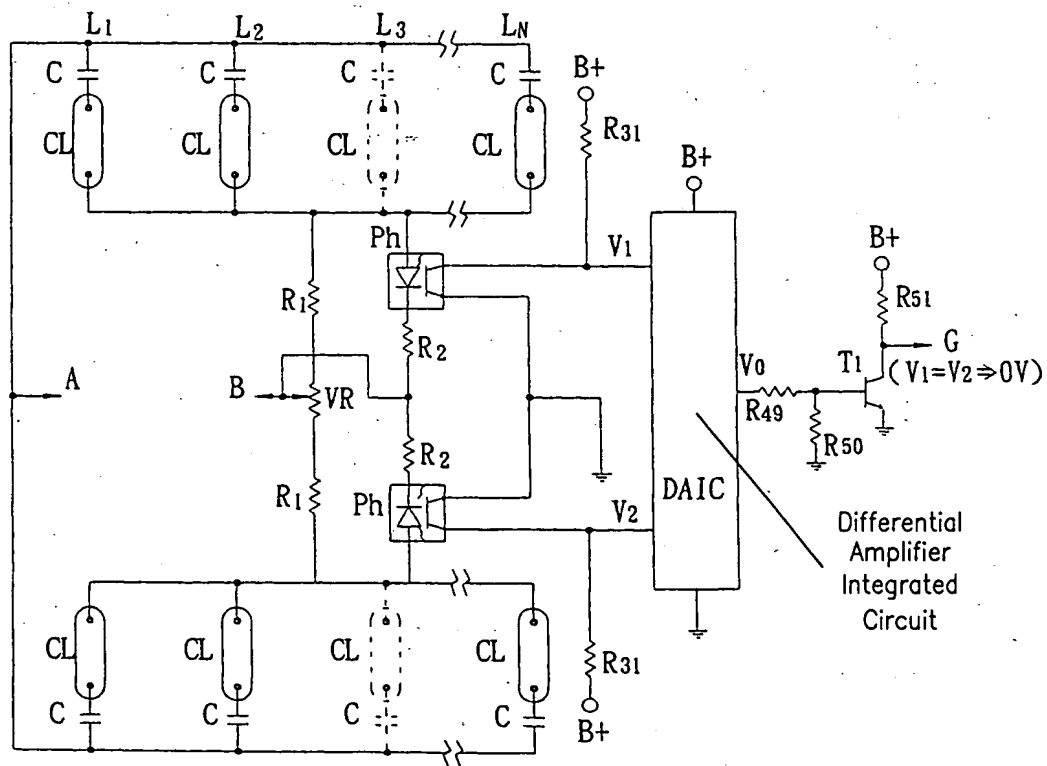 L1 L2 L3 LN
C C C C
B+
CL CL CL CL
R31
B+
Ph
V1
B+
R1
R2
R51
A
B
VR
V0
T1
G
(V1=V2⇒0V)
R49
R50
R2
R1
Ph
V2
DAIC
Differential
Amplifier
Integrated
Circuit
CL CL CL CL
R31
C C C C
B+